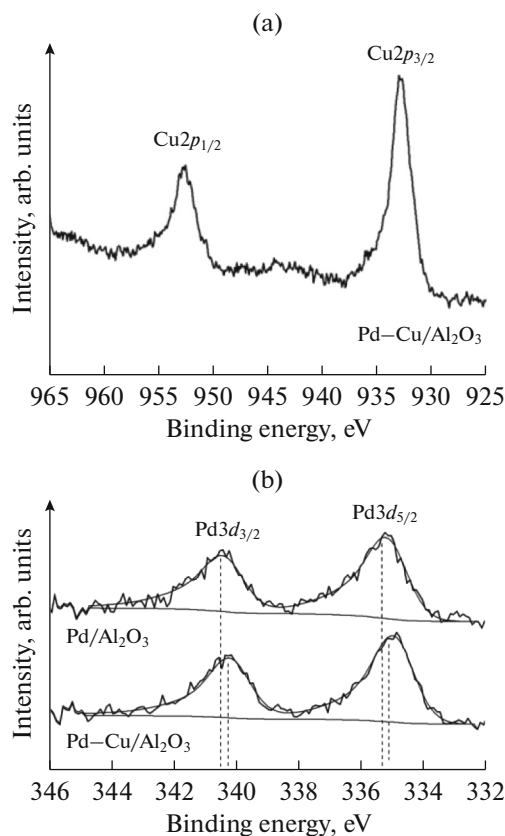 (a)
Cu2p3/2
Cu2p1/2
Intensity, arb. units
Pd–Cu/Al2O3
965 960 955 950 945 940 935 930 925
Binding energy, eV
(b)
Pd3d3/2
Pd3d5/2
Intensity, arb. units
Pd/Al2O3
Pd–Cu/Al2O3
346 344 342 340 338 336 334 332
Binding energy, eV